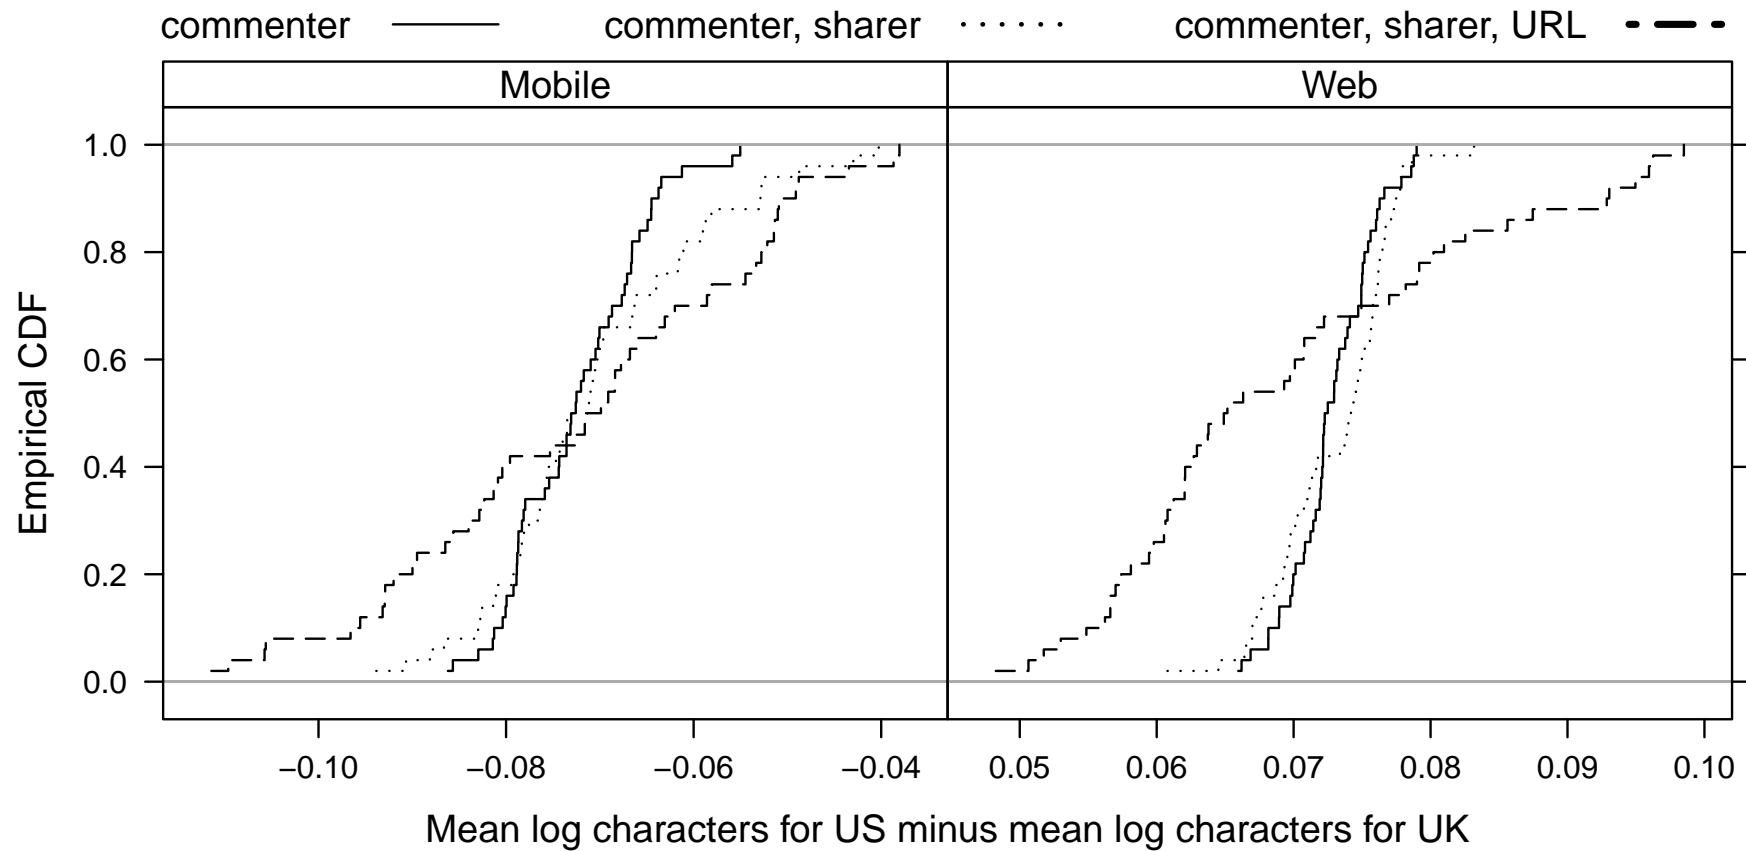 commenter commenter, sharer commenter, sharer, URL
Mobile Web
1.0
0.8
0.6
0.4
0.2
0.0
Empirical CDF
−0.10 −0.08 −0.06 −0.04 0.05 0.06 0.07 0.08 0.09 0.10
Mean log characters for US minus mean log characters for UK